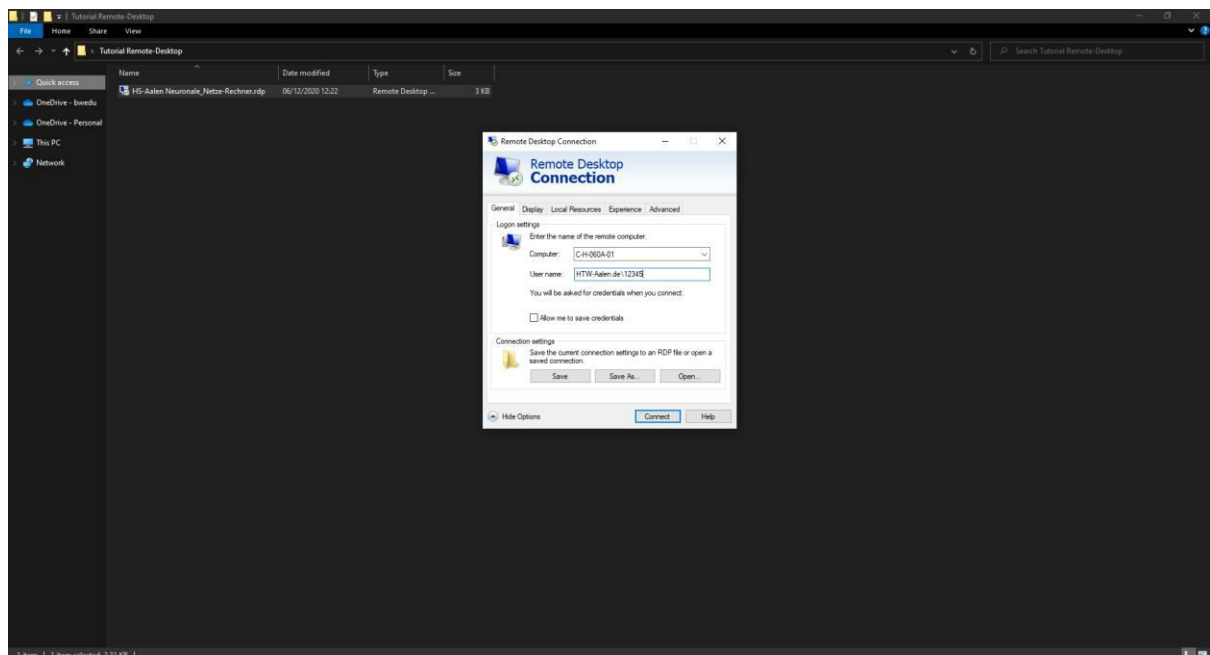 Tutorial Remote-Desktop
File Home Share View
Tutorial Remote-Desktop
Search Tutorial Remote-Desktop
Name Date modified Type Size
HS-Aalen Neuronale_Netze-Rechner.rdp 06/12/2020 12:22 Remote Desktop ... 3 KB
Quick access
OneDrive - bwedu
OneDrive - Personal
This PC
Network
Remote Desktop Connection
Remote Desktop
Connection
General Display Local Resources Experience Advanced
Logon settings
Enter the name of the remote computer.
Computer: C-H-060A-01
User name: HTW-Aalen.de\12345
You will be asked for credentials when you connect.
Allow me to save credentials
Connection settings
Save the current connection settings to an RDP file or open a
saved connection.
Save Save As... Open...
Hide Options Connect Help
1 item 1 item selected